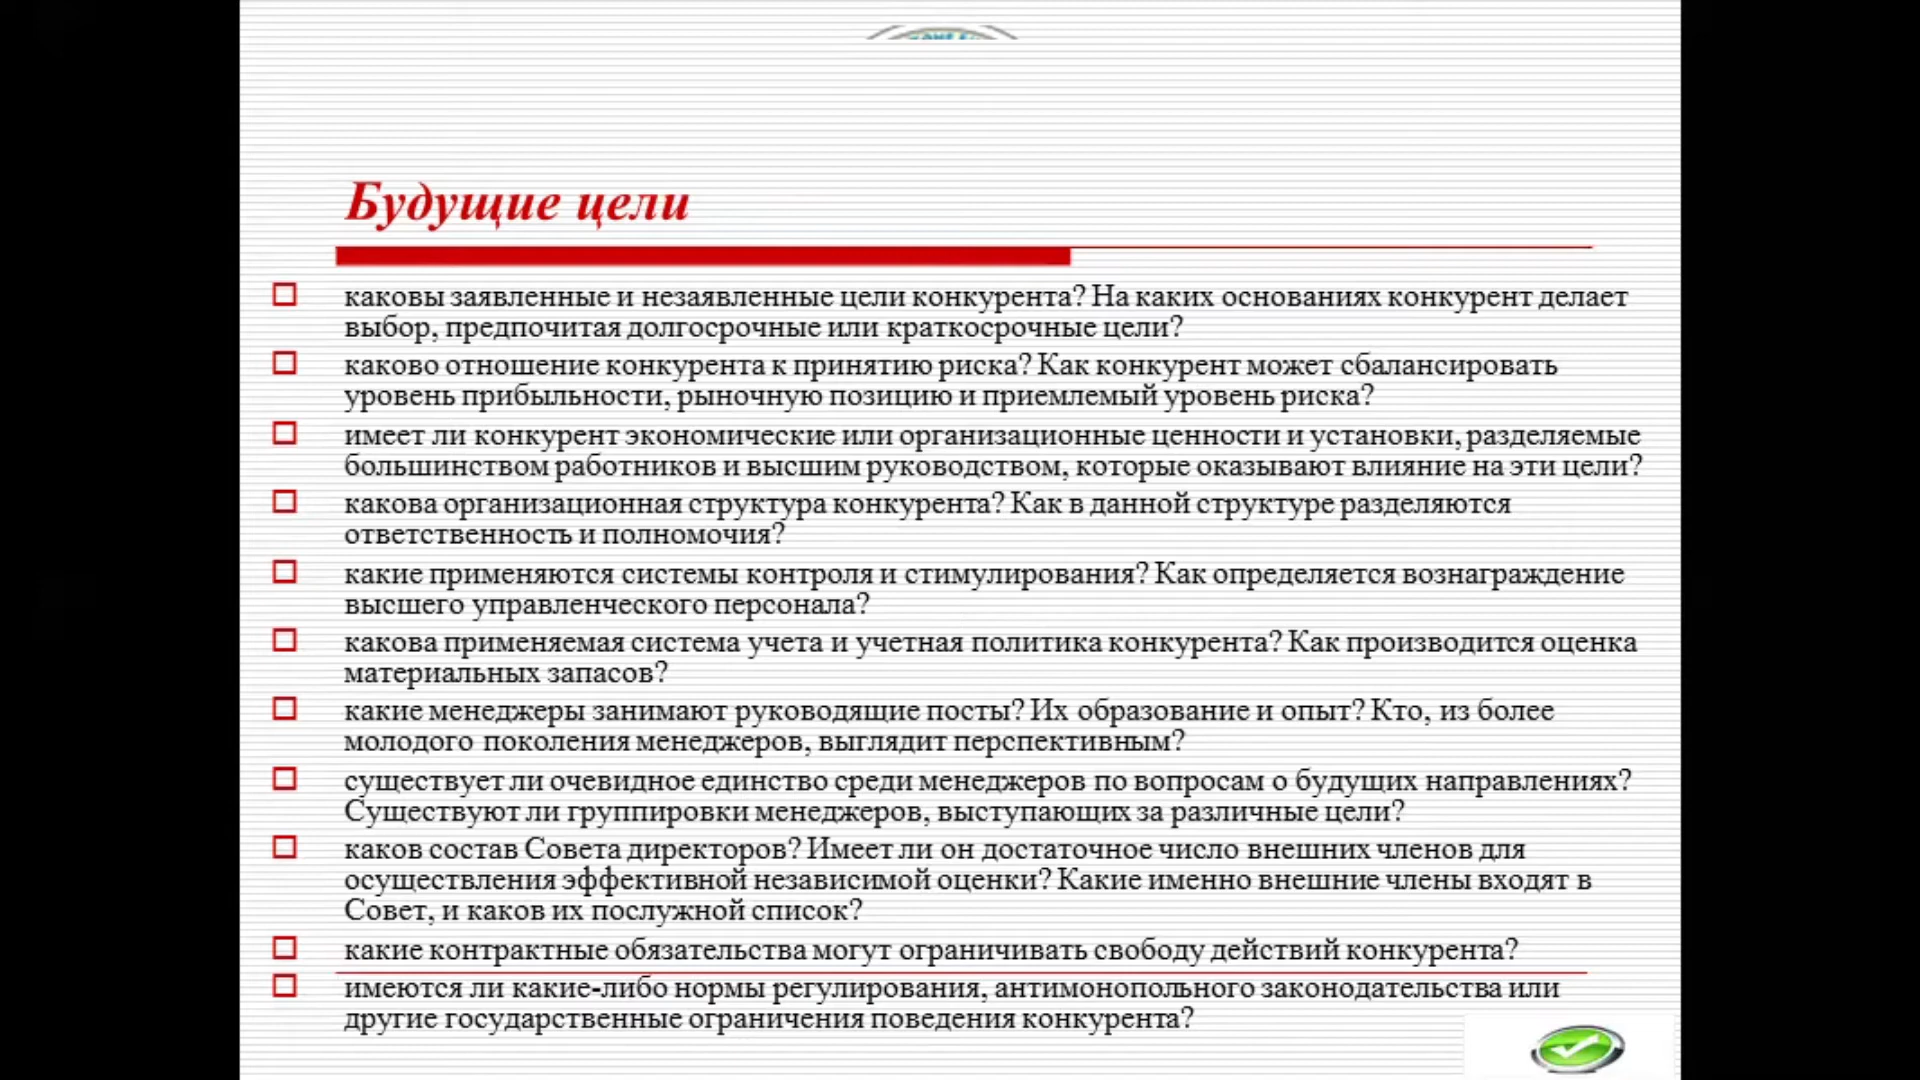 Будущие цели
каковы заявленные и незаявленные цели конкурента? На каких основаниях конкурент делает
выбор, предпочитая долгосрочные или краткосрочные цели?
каково отношение конкурента к принятию риска? Как конкурент может сбалансировать
уровень прибыльности, рыночную позицию и приемлемый уровень риска?
имеет ли конкурент экономические или организационные ценности и установки, разделяемые
большинством работников и высшим руководством, которые оказывают влияние на эти цели?
какова организационная структура конкурента? Как в данной структуре разделяются
ответственность и полномочия?
какие применяются системы контроля и стимулирования? Как определяется вознаграждение
высшего управленческого персонала?
какова применяемая система учета и учетная политика конкурента? Как производится оценка
материальных запасов?
какие менеджеры занимают руководящие посты? Их образование и опыт? Кто, из более
молодого поколения менеджеров, выглядит перспективным?
существует ли очевидное единство среди менеджеров по вопросам о будущих направлениях?
Существуют ли группировки менеджеров, выступающих за различные цели?
каков состав Совета директоров? Имеет ли он достаточное число внешних членов для
осуществления эффективной независимой оценки? Какие именно внешние члены входят в
Совет, и каков их послужной список?
какие контрактные обязательства могут ограничивать свободу действий конкурента?
имеются ли какие-либо нормы регулирования, антимонопольного законодательства или
другие государственные ограничения поведения конкурента?